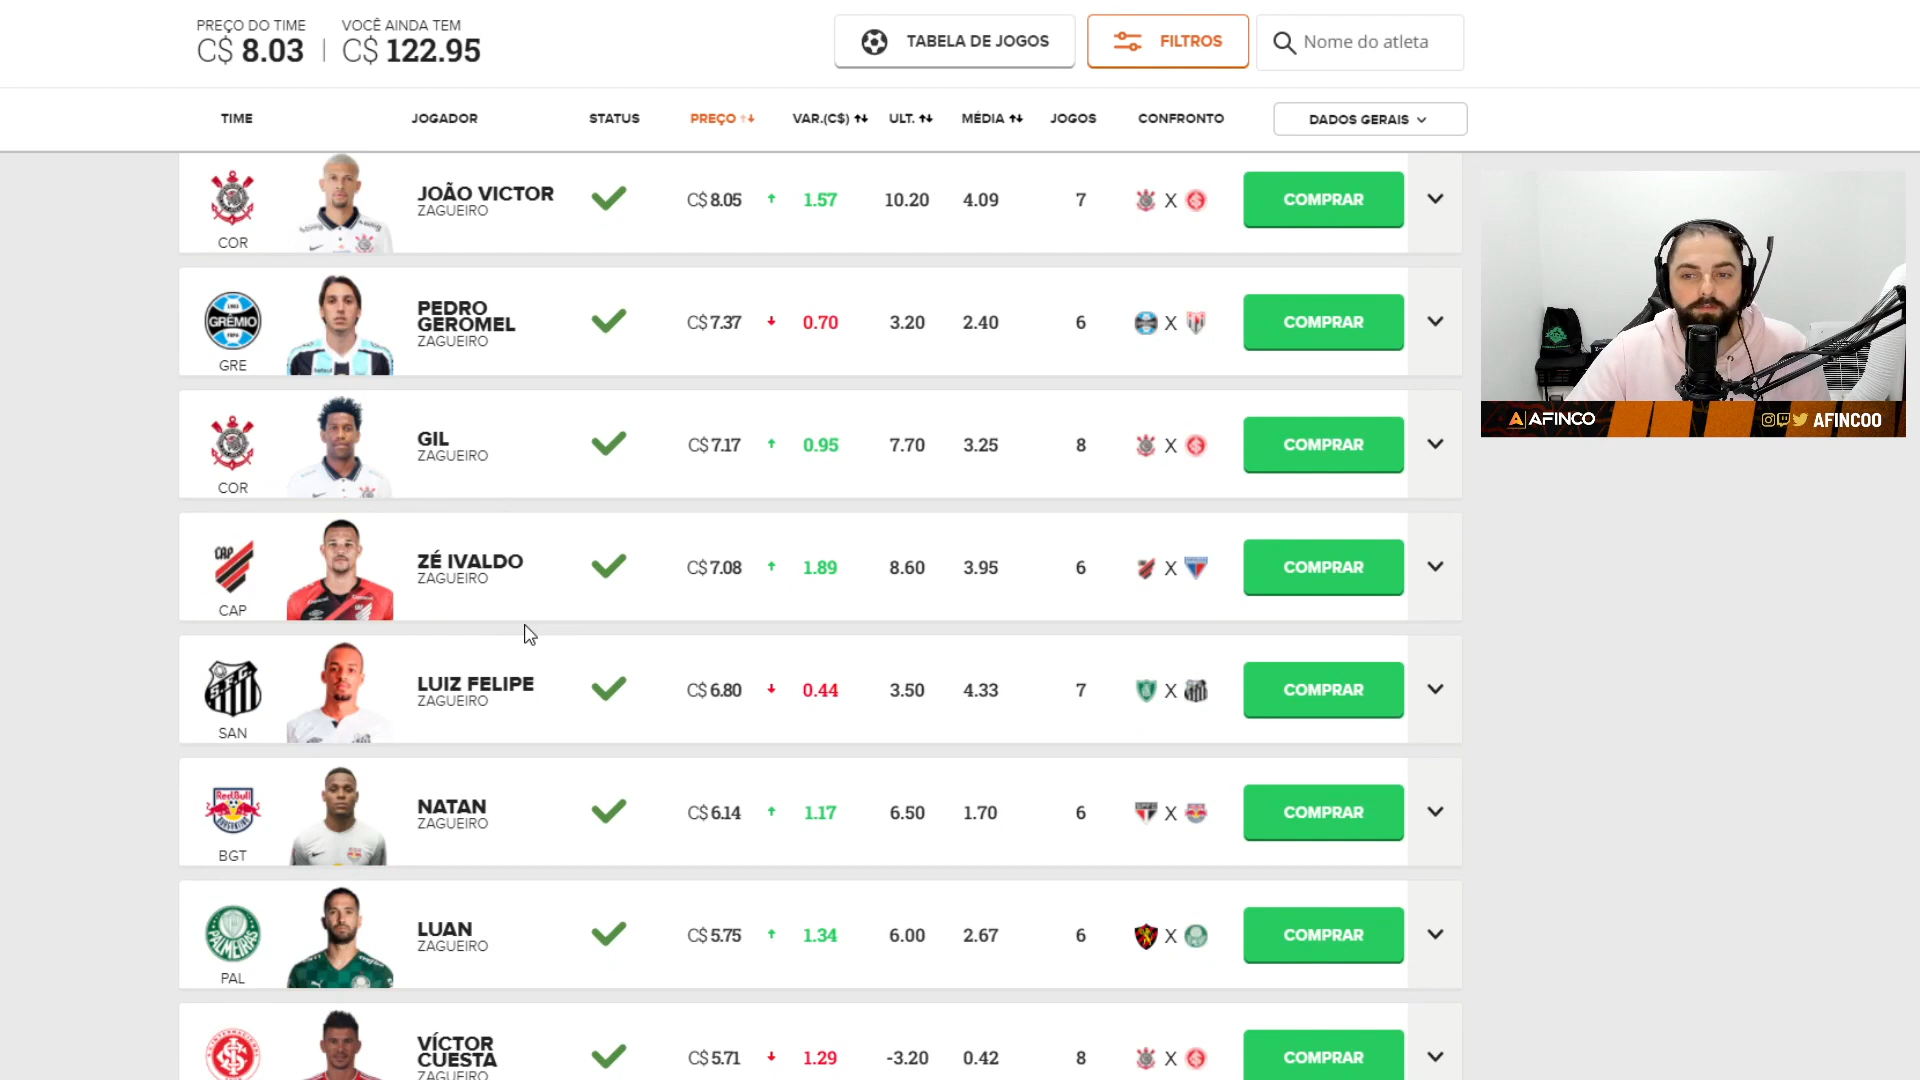 PREÇO DO TIME
C$ 8.03
VOCÊ AINDA TEM
C$ 122.95
TABELA DE JOGOS
FILTROS
Nome do atleta
TIME JOGADOR STATUS PREÇO VAR.(C$) ULT. MÉDIA JOGOS CONFRONTO DADOS GERAIS
JOÃO VICTOR
ZAGUEIRO
COR
C$ 8.05 1.57 10.20 4.09 7 X COMPRAR
GRÊMIO
GRE
PEDRO
GEROMEL
ZAGUEIRO
C$ 7.37 0.70 3.20 2.40 6 X COMPRAR
COR
GIL
ZAGUEIRO
C$ 7.17 0.95 7.70 3.25 8 X COMPRAR
CAP
CAP
ZÉ IVALDO
ZAGUEIRO
C$ 7.08 1.89 8.60 3.95 6 X COMPRAR
SAN
LUIZ FELIPE
ZAGUEIRO
C$ 6.80 0.44 3.50 4.33 7 X COMPRAR
RedBull
BGT
NATAN
ZAGUEIRO
C$ 6.14 1.17 6.50 1.70 6 X COMPRAR
PALMEIRAS
PAL
LUAN
ZAGUEIRO
C$ 5.75 1.34 6.00 2.67 6 X COMPRAR
VÍCTOR
CUESTA
ZAGUEIRO
C$ 5.71 1.29 -3.20 0.42 8 X COMPRAR
AFINCO
AFINCOO